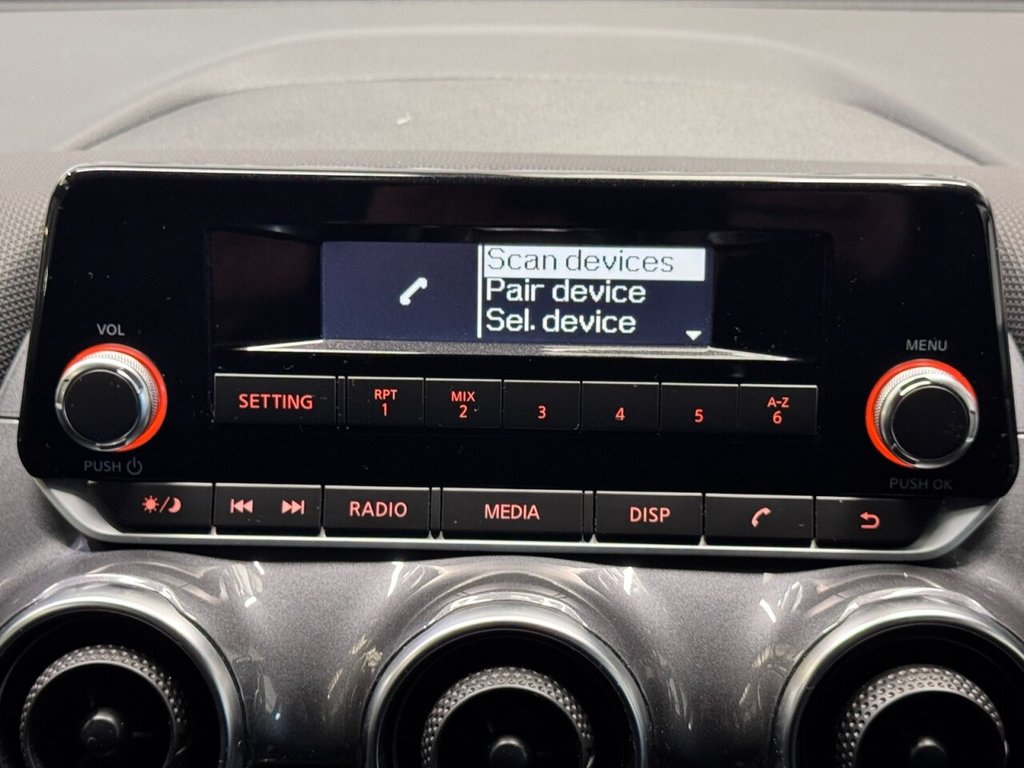 Scan devices
Pair device
Sel. device
VOL
MENU
SETTING
RPT
1
MIX
2
3
4
5
A-Z
6
PUSH
PUSH OK
RADIO
MEDIA
DISP